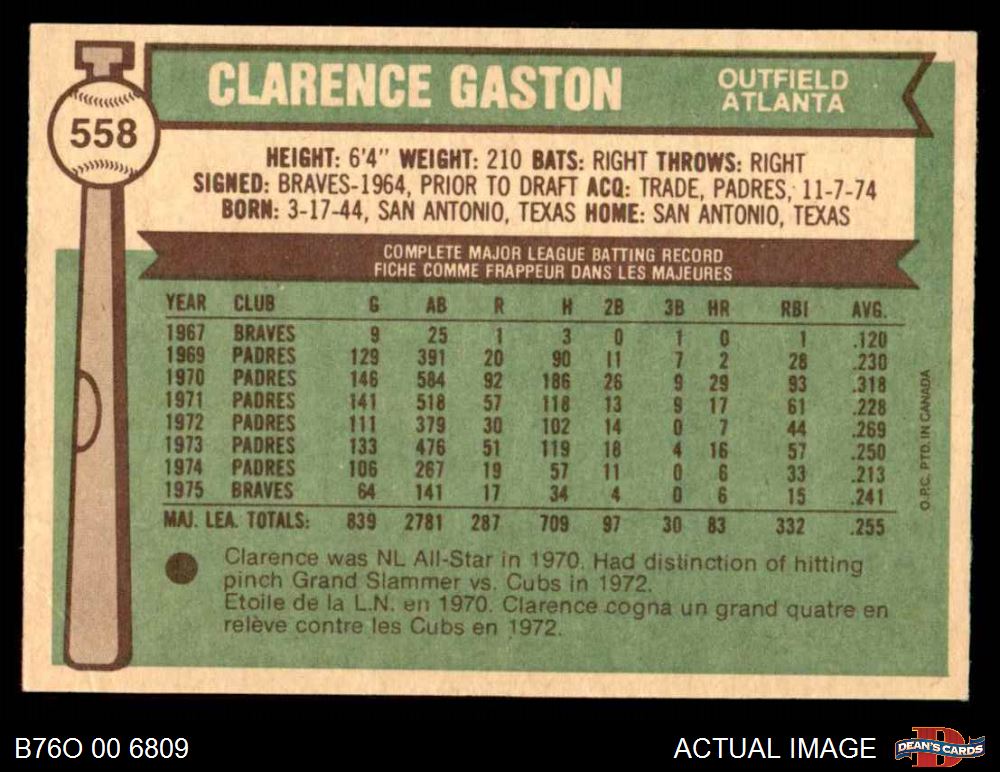 CLARENCE GASTON
OUTFIELD
ATLANTA
558
HEIGHT: 6'4" WEIGHT: 210 BATS: RIGHT THROWS: RIGHT
SIGNED: BRAVES-1964, PRIOR TO DRAFT ACQ: TRADE, PADRES, 11-7-74
BORN: 3-17-44, SAN ANTONIO, TEXAS HOME: SAN ANTONIO, TEXAS
COMPLETE MAJOR LEAGUE BATTING RECORD
FICHE COMME FRAPPEUR DANS LES MAJEURES
YEAR CLUB G AB R H 2B 3B HR RBI AVG.
1967 BRAVES 9 25 1 3 0 1 0 1 .120
1969 PADRES 129 391 20 90 11 7 2 28 .230
1970 PADRES 146 584 92 186 26 9 29 93 .318
1971 PADRES 141 518 57 118 13 9 17 61 .228
1972 PADRES 111 379 30 102 14 0 7 44 .269
1973 PADRES 133 476 51 119 18 4 16 57 .250
1974 PADRES 106 267 19 57 11 0 6 33 .213
1975 BRAVES 64 141 17 34 4 0 6 15 .241
MAJ. LEA. TOTALS: 839 2781 287 709 97 30 83 332 .255
O.P.C. PTD. IN CANADA
Clarence was NL All-Star in 1970. Had distinction of hitting
pinch Grand Slammer vs. Cubs in 1972.
Etoile de la L.N. en 1970. Clarence cogna un grand quatre en
relève contre les Cubs en 1972.
B76O 00 6809
ACTUAL IMAGE
DEAN'S CARDS